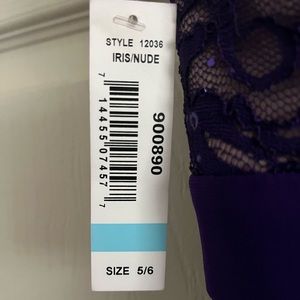 STYLE 12036
IRIS/NUDE
7 14455 07457 7
900890
SIZE 5/6